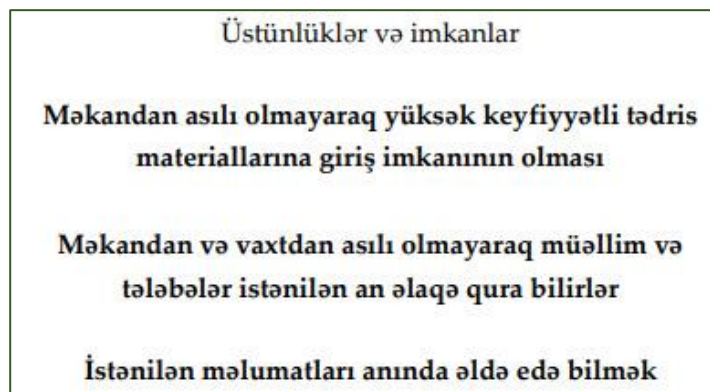 Üstünlüklər və imkanlar
Məkandan asılı olmayaraq yüksək keyfiyyətli tədris
materiallarına giriş imkanının olması
Məkandan və vaxtdan asılı olmayaraq müəllim və
tələbələr istənilən an əlaqə qura bilirlər
İstənilən məlumatları anında əldə edə bilmək